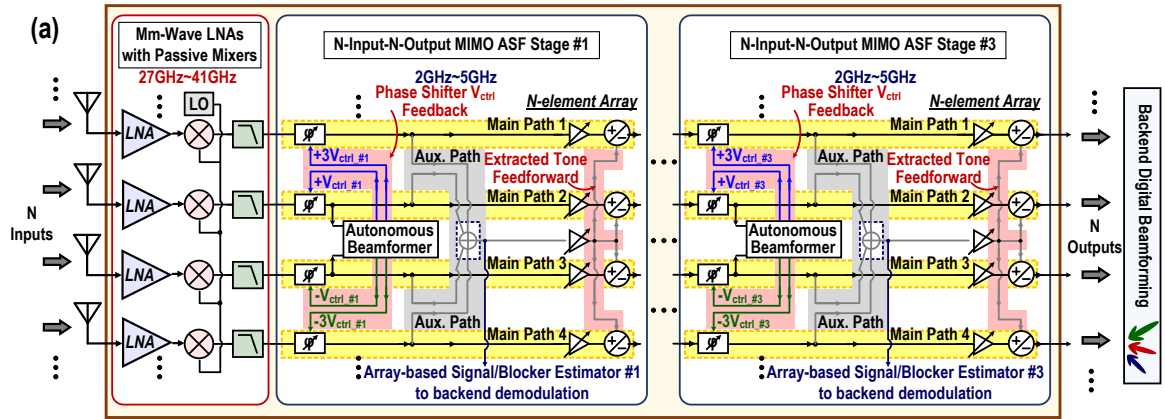 (a)
Mm-Wave LNAs
with Passive Mixers
27GHz~41GHz
LO
LNA
LNA
LNA
LNA
N
Inputs
N-Input-N-Output MIMO ASF Stage #1
2GHz~5GHz
Phase Shifter Vctrl
Feedback
N-element Array
φ
Main Path 1
+3Vctrl_#1
Aux. Path
Extracted Tone
Feedforward
+Vctrl_#1
φ
Main Path 2
Autonomous
Beamformer
φ
Main Path 3
-Vctrl_#1
-3Vctrl_#1
Aux. Path
φ
Main Path 4
Array-based Signal/Blocker Estimator #1
to backend demodulation
N-Input-N-Output MIMO ASF Stage #3
2GHz~5GHz
Phase Shifter Vctrl
Feedback
N-element Array
φ
Main Path 1
+3Vctrl_#3
Aux. Path
Extracted Tone
Feedforward
+Vctrl_#3
φ
Main Path 2
Autonomous
Beamformer
φ
Main Path 3
-Vctrl_#3
-3Vctrl_#3
Aux. Path
φ
Main Path 4
Array-based Signal/Blocker Estimator #3
to backend demodulation
N
Outputs
Backend Digital Beamforming